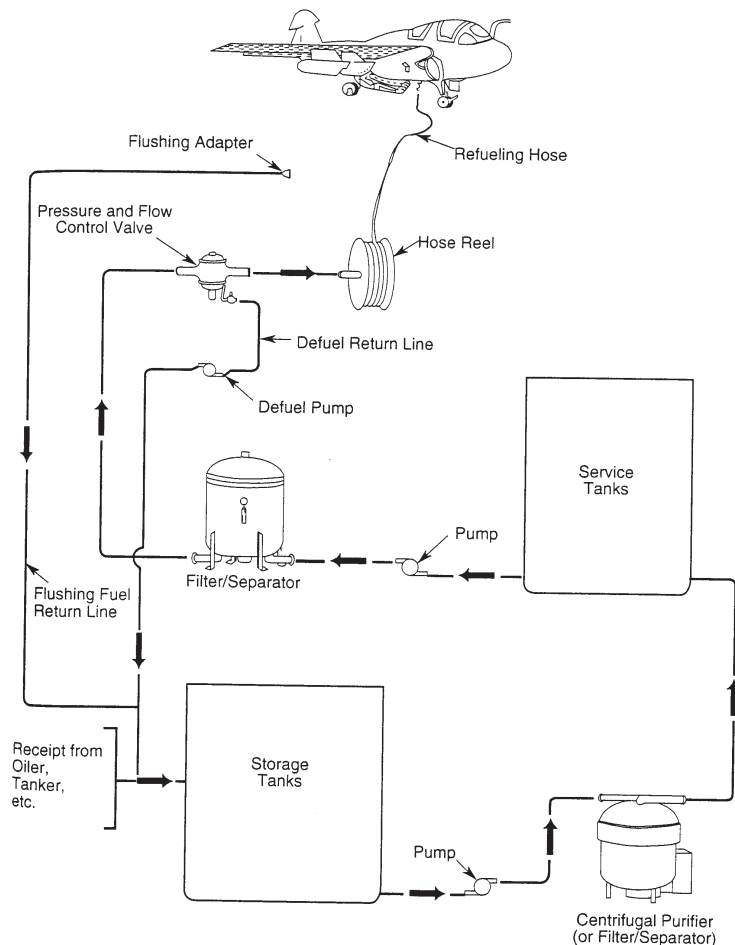 Flushing Adapter
Refueling Hose
Pressure and Flow
Control Valve
Hose Reel
Defuel Return Line
Defuel Pump
Service
Tanks
Pump
Filter/Separator
Flushing Fuel
Return Line
Receipt from
Oiler,
Tanker,
etc.
Storage
Tanks
Pump
Centrifugal Purifier
(or Filter/Separator)